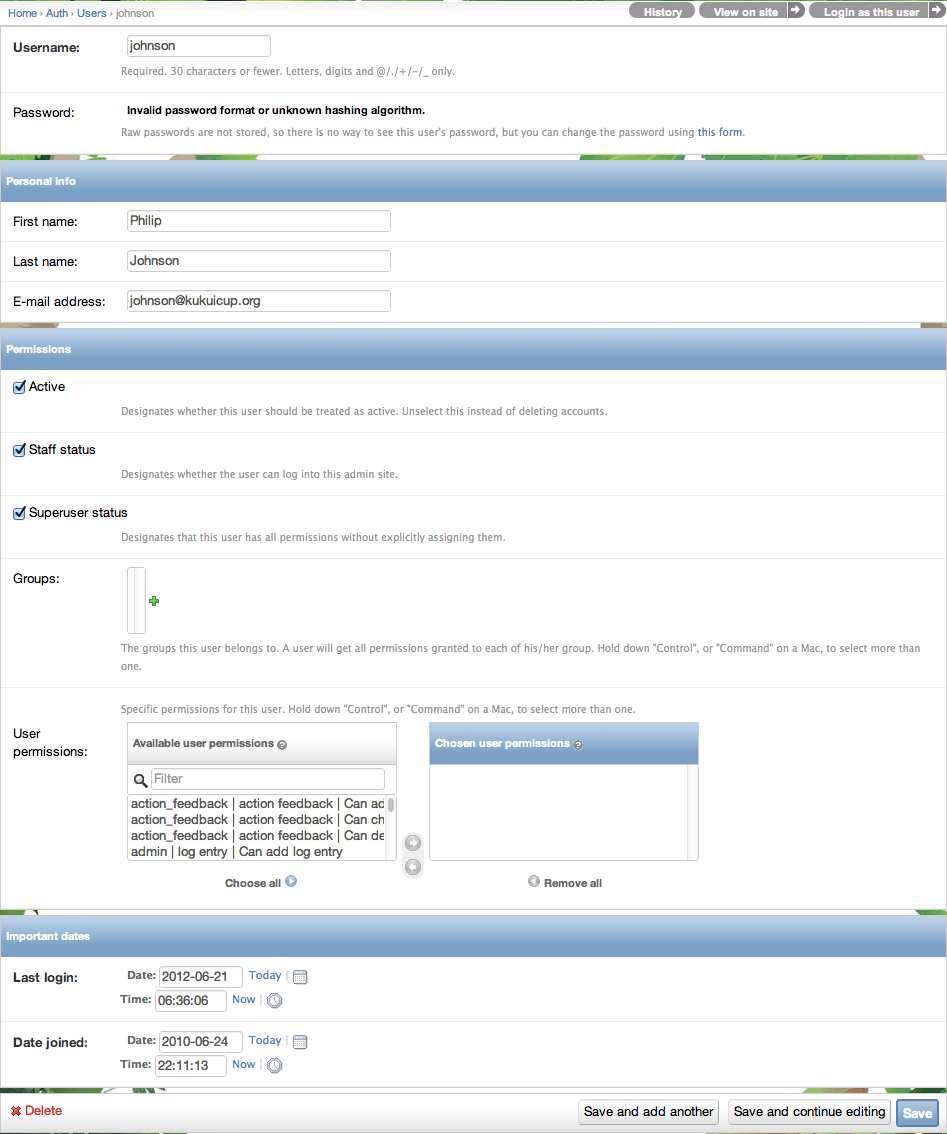 Home › Auth › Users › johnson
History
View on site
Login as this user
Username:
johnson
Required. 30 characters or fewer. Letters, digits and @/./+/-/_ only.
Password:
Invalid password format or unknown hashing algorithm.
Raw passwords are not stored, so there is no way to see this user's password, but you can change the password using this form.
Personal info
First name:
Philip
Last name:
Johnson
E-mail address:
johnson@kukuicup.org
Permissions
Active
Designates whether this user should be treated as active. Unselect this instead of deleting accounts.
Staff status
Designates whether the user can log into this admin site.
Superuser status
Designates that this user has all permissions without explicitly assigning them.
Groups:
The groups this user belongs to. A user will get all permissions granted to each of his/her group. Hold down "Control", or "Command" on a Mac, to select more than
one.
Specific permissions for this user. Hold down "Control", or "Command" on a Mac, to select more than one.
User
permissions:
Available user permissions ?
Filter
action_feedback | action feedback | Can ad
action_feedback | action feedback | Can ch
action_feedback | action feedback | Can de
admin | log entry | Can add log entry
Choose all
Chosen user permissions ?
Remove all
Important dates
Last login:
Date: 2012-06-21 Today |
Time: 06:36:06 Now |
Date joined:
Date: 2010-06-24 Today |
Time: 22:11:13 Now |
Delete
Save and add another
Save and continue editing
Save